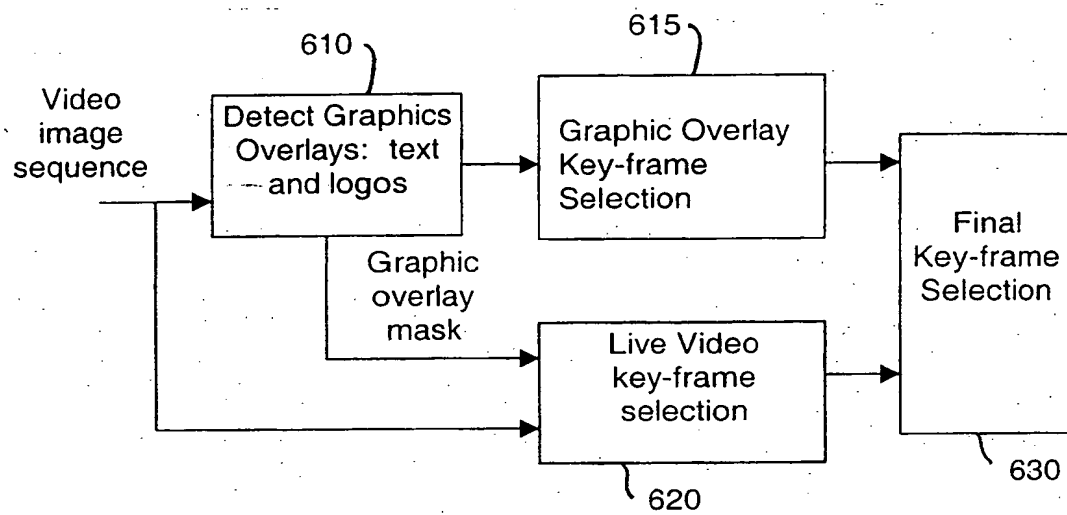 610
615
Video
image
sequence
Detect Graphics
Overlays: text
and logos
Graphic Overlay
Key-frame
Selection
Final
Key-frame
Selection
Graphic
overlay
mask
Live Video
key-frame
selection
620
630